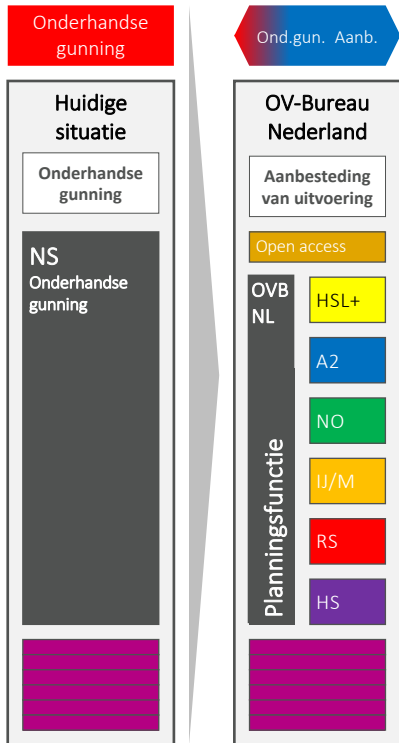 Onderhandse
gunning
Huidige
situatie
Onderhandse
gunning
NS
Onderhandse
gunning
Ond.gun. Aanb.
OV-Bureau
Nederland
Aanbesteding
van uitvoering
Open access
OVB
NL
Planningsfunctie
HSL+
A2
NO
IJ/M
RS
HS